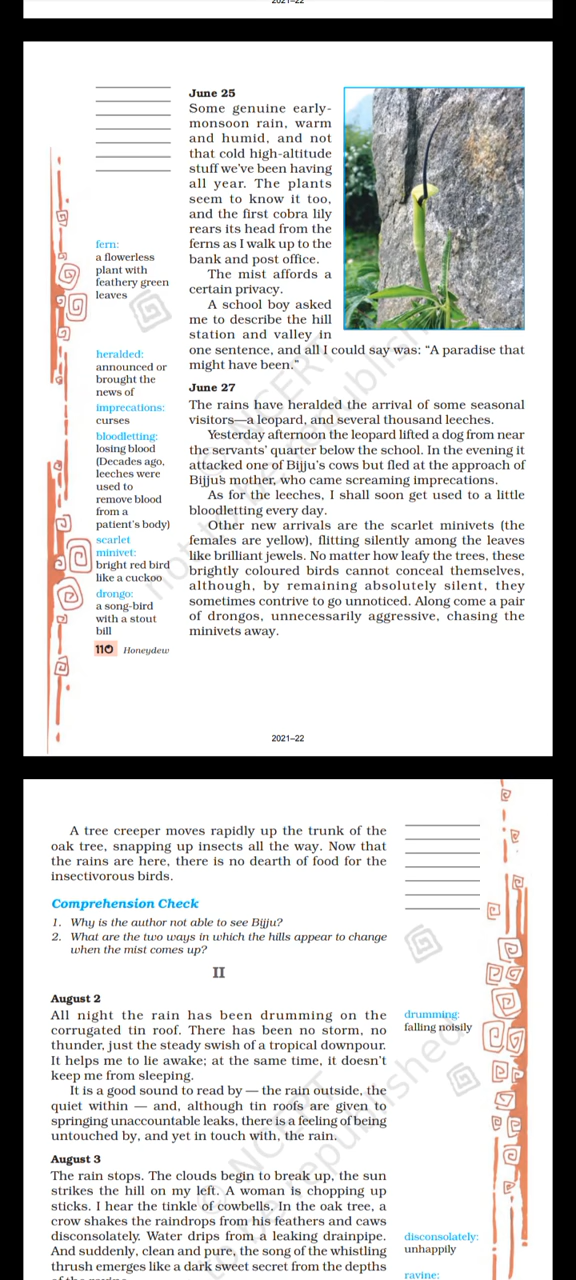 2021–22
June 25
Some genuine early-
monsoon rain, warm
and humid, and not
that cold high-altitude
stuff we've been having
all year. The plants
seem to know it too,
and the first cobra lily
rears its head from the
ferns as I walk up to the
bank and post office.
The mist affords a
certain privacy.
A school boy asked
me to describe the hill
station and valley in
one sentence, and all I could say was: “A paradise that
might have been.”
June 27
The rains have heralded the arrival of some seasonal
visitors—a leopard, and several thousand leeches.
Yesterday afternoon the leopard lifted a dog from near
the servants' quarter below the school. In the evening it
attacked one of Bijju's cows but fled at the approach of
Bijju's mother, who came screaming imprecations.
As for the leeches, I shall soon get used to a little
bloodletting every day.
Other new arrivals are the scarlet minivets (the
females are yellow), flitting silently among the leaves
like brilliant jewels. No matter how leafy the trees, these
brightly coloured birds cannot conceal themselves,
although, by remaining absolutely silent, they
sometimes contrive to go unnoticed. Along come a pair
of drongos, unnecessarily aggressive, chasing the
minivets away.
fern:
a flowerless
plant with
feathery green
leaves
heralded:
announced or
brought the
news of
imprecations:
curses
bloodletting:
losing blood
(Decades ago,
leeches were
used to
remove blood
from a
patient's body)
scarlet
minivet:
bright red bird
like a cuckoo
drongo:
a song-bird
with a stout
bill
110 Honeydew
© NCERT
not to be republished
2021–22
A tree creeper moves rapidly up the trunk of the
oak tree, snapping up insects all the way. Now that
the rains are here, there is no dearth of food for the
insectivorous birds.
Comprehension Check
1. Why is the author not able to see Bijju?
2. What are the two ways in which the hills appear to change
when the mist comes up?
II
August 2
All night the rain has been drumming on the
corrugated tin roof. There has been no storm, no
thunder, just the steady swish of a tropical downpour.
It helps me to lie awake; at the same time, it doesn't
keep me from sleeping.
It is a good sound to read by — the rain outside, the
quiet within — and, although tin roofs are given to
springing unaccountable leaks, there is a feeling of being
untouched by, and yet in touch with, the rain.
August 3
The rain stops. The clouds begin to break up, the sun
strikes the hill on my left. A woman is chopping up
sticks. I hear the tinkle of cowbells. In the oak tree, a
crow shakes the raindrops from his feathers and caws
disconsolately. Water drips from a leaking drainpipe.
And suddenly, clean and pure, the song of the whistling
thrush emerges like a dark sweet secret from the depths
of the ravine.
drumming:
falling noisily
disconsolately:
unhappily
ravine:
© NCERT
to be republished